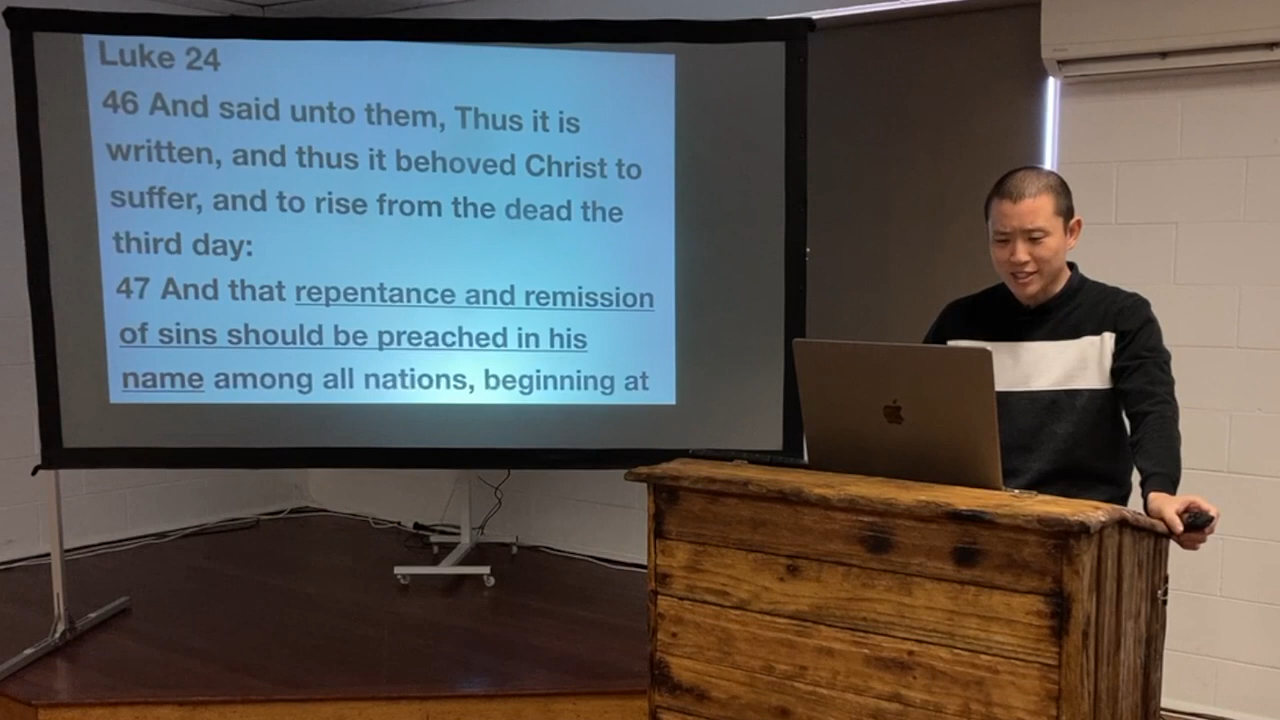 Luke 24
46 And said unto them, Thus it is
written, and thus it behoved Christ to
suffer, and to rise from the dead the
third day:
47 And that repentance and remission
of sins should be preached in his
name among all nations, beginning at